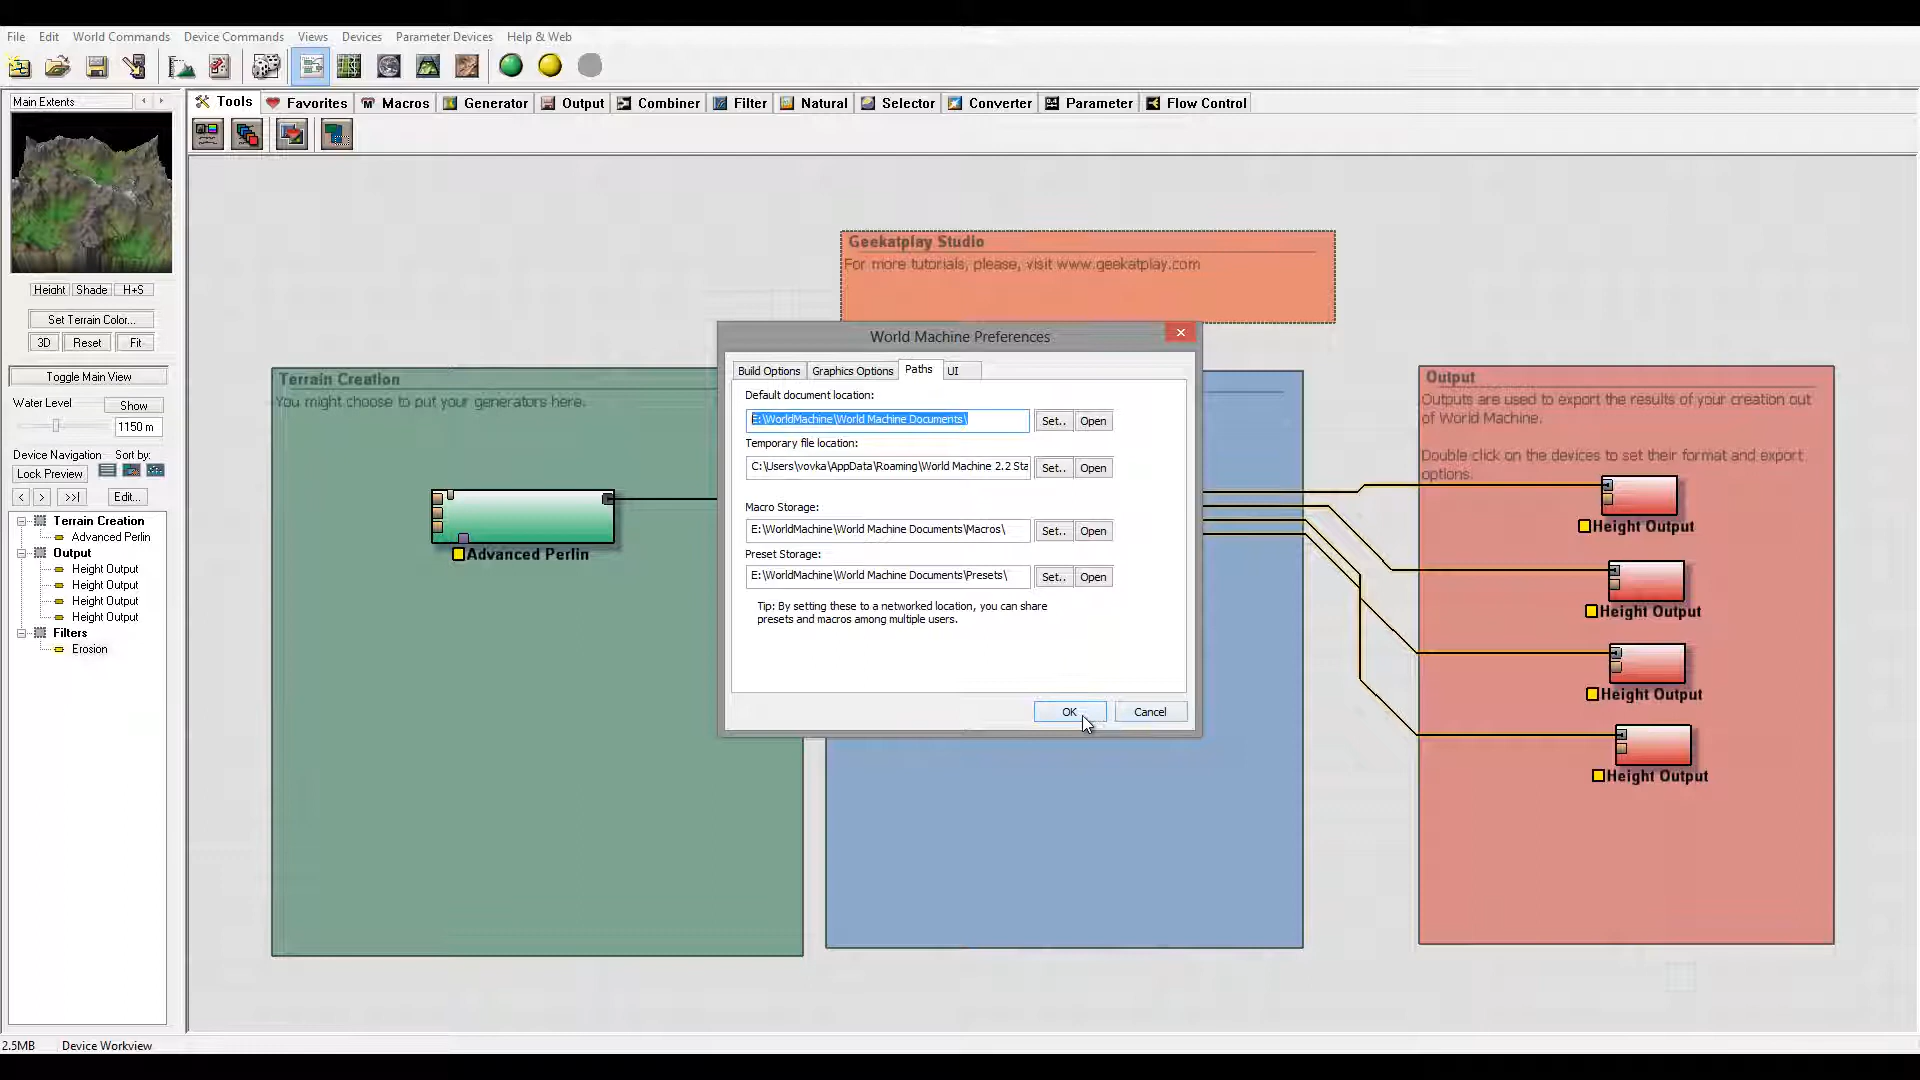 File Edit World Commands Device Commands Views Devices Parameter Devices Help & Web
Main Extents
Tools Favorites Macros Generator Output Combiner Filter Natural Selector Converter Parameter Flow Control
Height Shade H+S
Set Terrain Color...
3D Reset Fit
Toggle Main View
Water Level Show
1150 m
Device Navigation Sort by:
Lock Preview
< > >>| Edit...
Terrain Creation
Advanced Perlin
Output
Height Output
Height Output
Height Output
Height Output
Filters
Erosion
Geekatplay Studio
For more tutorials, please, visit www.geekatplay.com
Terrain Creation
You might choose to put your generators here.
Advanced Perlin
World Machine Preferences
Build Options Graphics Options Paths UI
Default document location:
E:\WorldMachine\World Machine Documents\ Set.. Open
Temporary file location:
C:\Users\vovka\AppData\Roaming\World Machine 2.2 Sta Set.. Open
Macro Storage:
E:\WorldMachine\World Machine Documents\Macros\ Set.. Open
Preset Storage:
E:\WorldMachine\World Machine Documents\Presets\ Set.. Open
Tip: By setting these to a networked location, you can share
presets and macros among multiple users.
OK Cancel
Output
Outputs are used to export the results of your creation out
of World Machine.
Double click on the devices to set their format and export
options.
Height Output
Height Output
Height Output
Height Output
2.5MB Device Workview